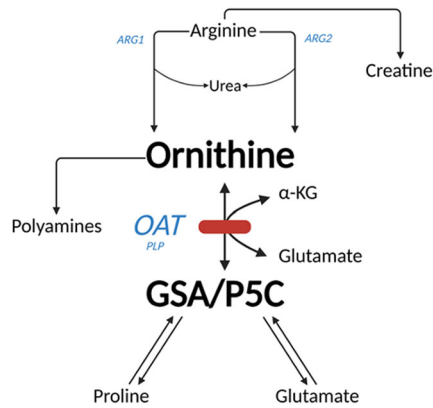 Arginine
ARG1
ARG2
Urea
Creatine
Ornithine
α-KG
Polyamines
OAT
PLP
Glutamate
GSA/P5C
Proline
Glutamate